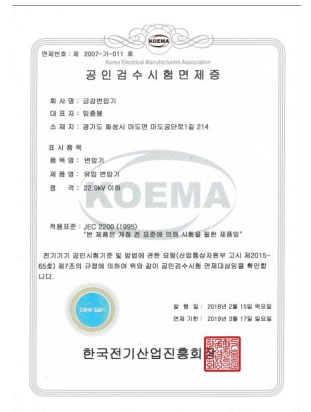 KOEMA
면제번호 : 제 2007-가-011 호
Korea Electrical Manufacturers Association
공인검수시험면제증
회 사 명 : 금강변압기
대 표 자 : 임종봉
소 재 지 : 경기도 화성시 마도면 마도공단로1길 214
표 시 품 목
품 목 명 : 변압기
제 품 명 : 유입 변압기
정 격 : 22.9kV 이하
KOEMA
적용표준 : JEC 2200 (1995)
"본 제품은 개정 전 표준에 의해 시험을 필한 제품임"
전기기기 공인시험기준 및 방법에 관한 요령(산업통상자원부 고시 제2015-
65호) 제7조의 규정에 의하여 위와 같이 공인검수시험 면제대상임을 확인합
니다.
발 행 일 : 2018년 2월 15일 목요일
면제 기한 : 2019년 3월 17일 일요일
한국전기산업진흥회장